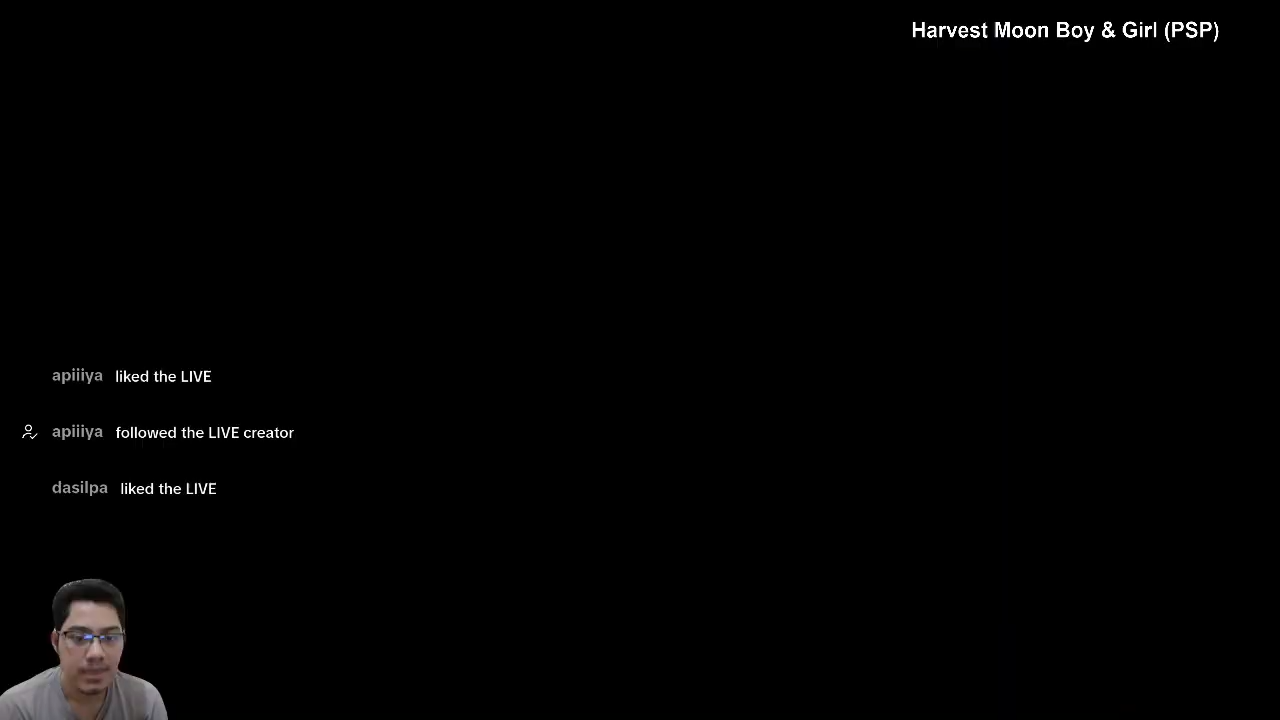 Harvest Moon Boy & Girl (PSP)
apiiiya liked the LIVE
apiiiya followed the LIVE creator
dasilpa liked the LIVE